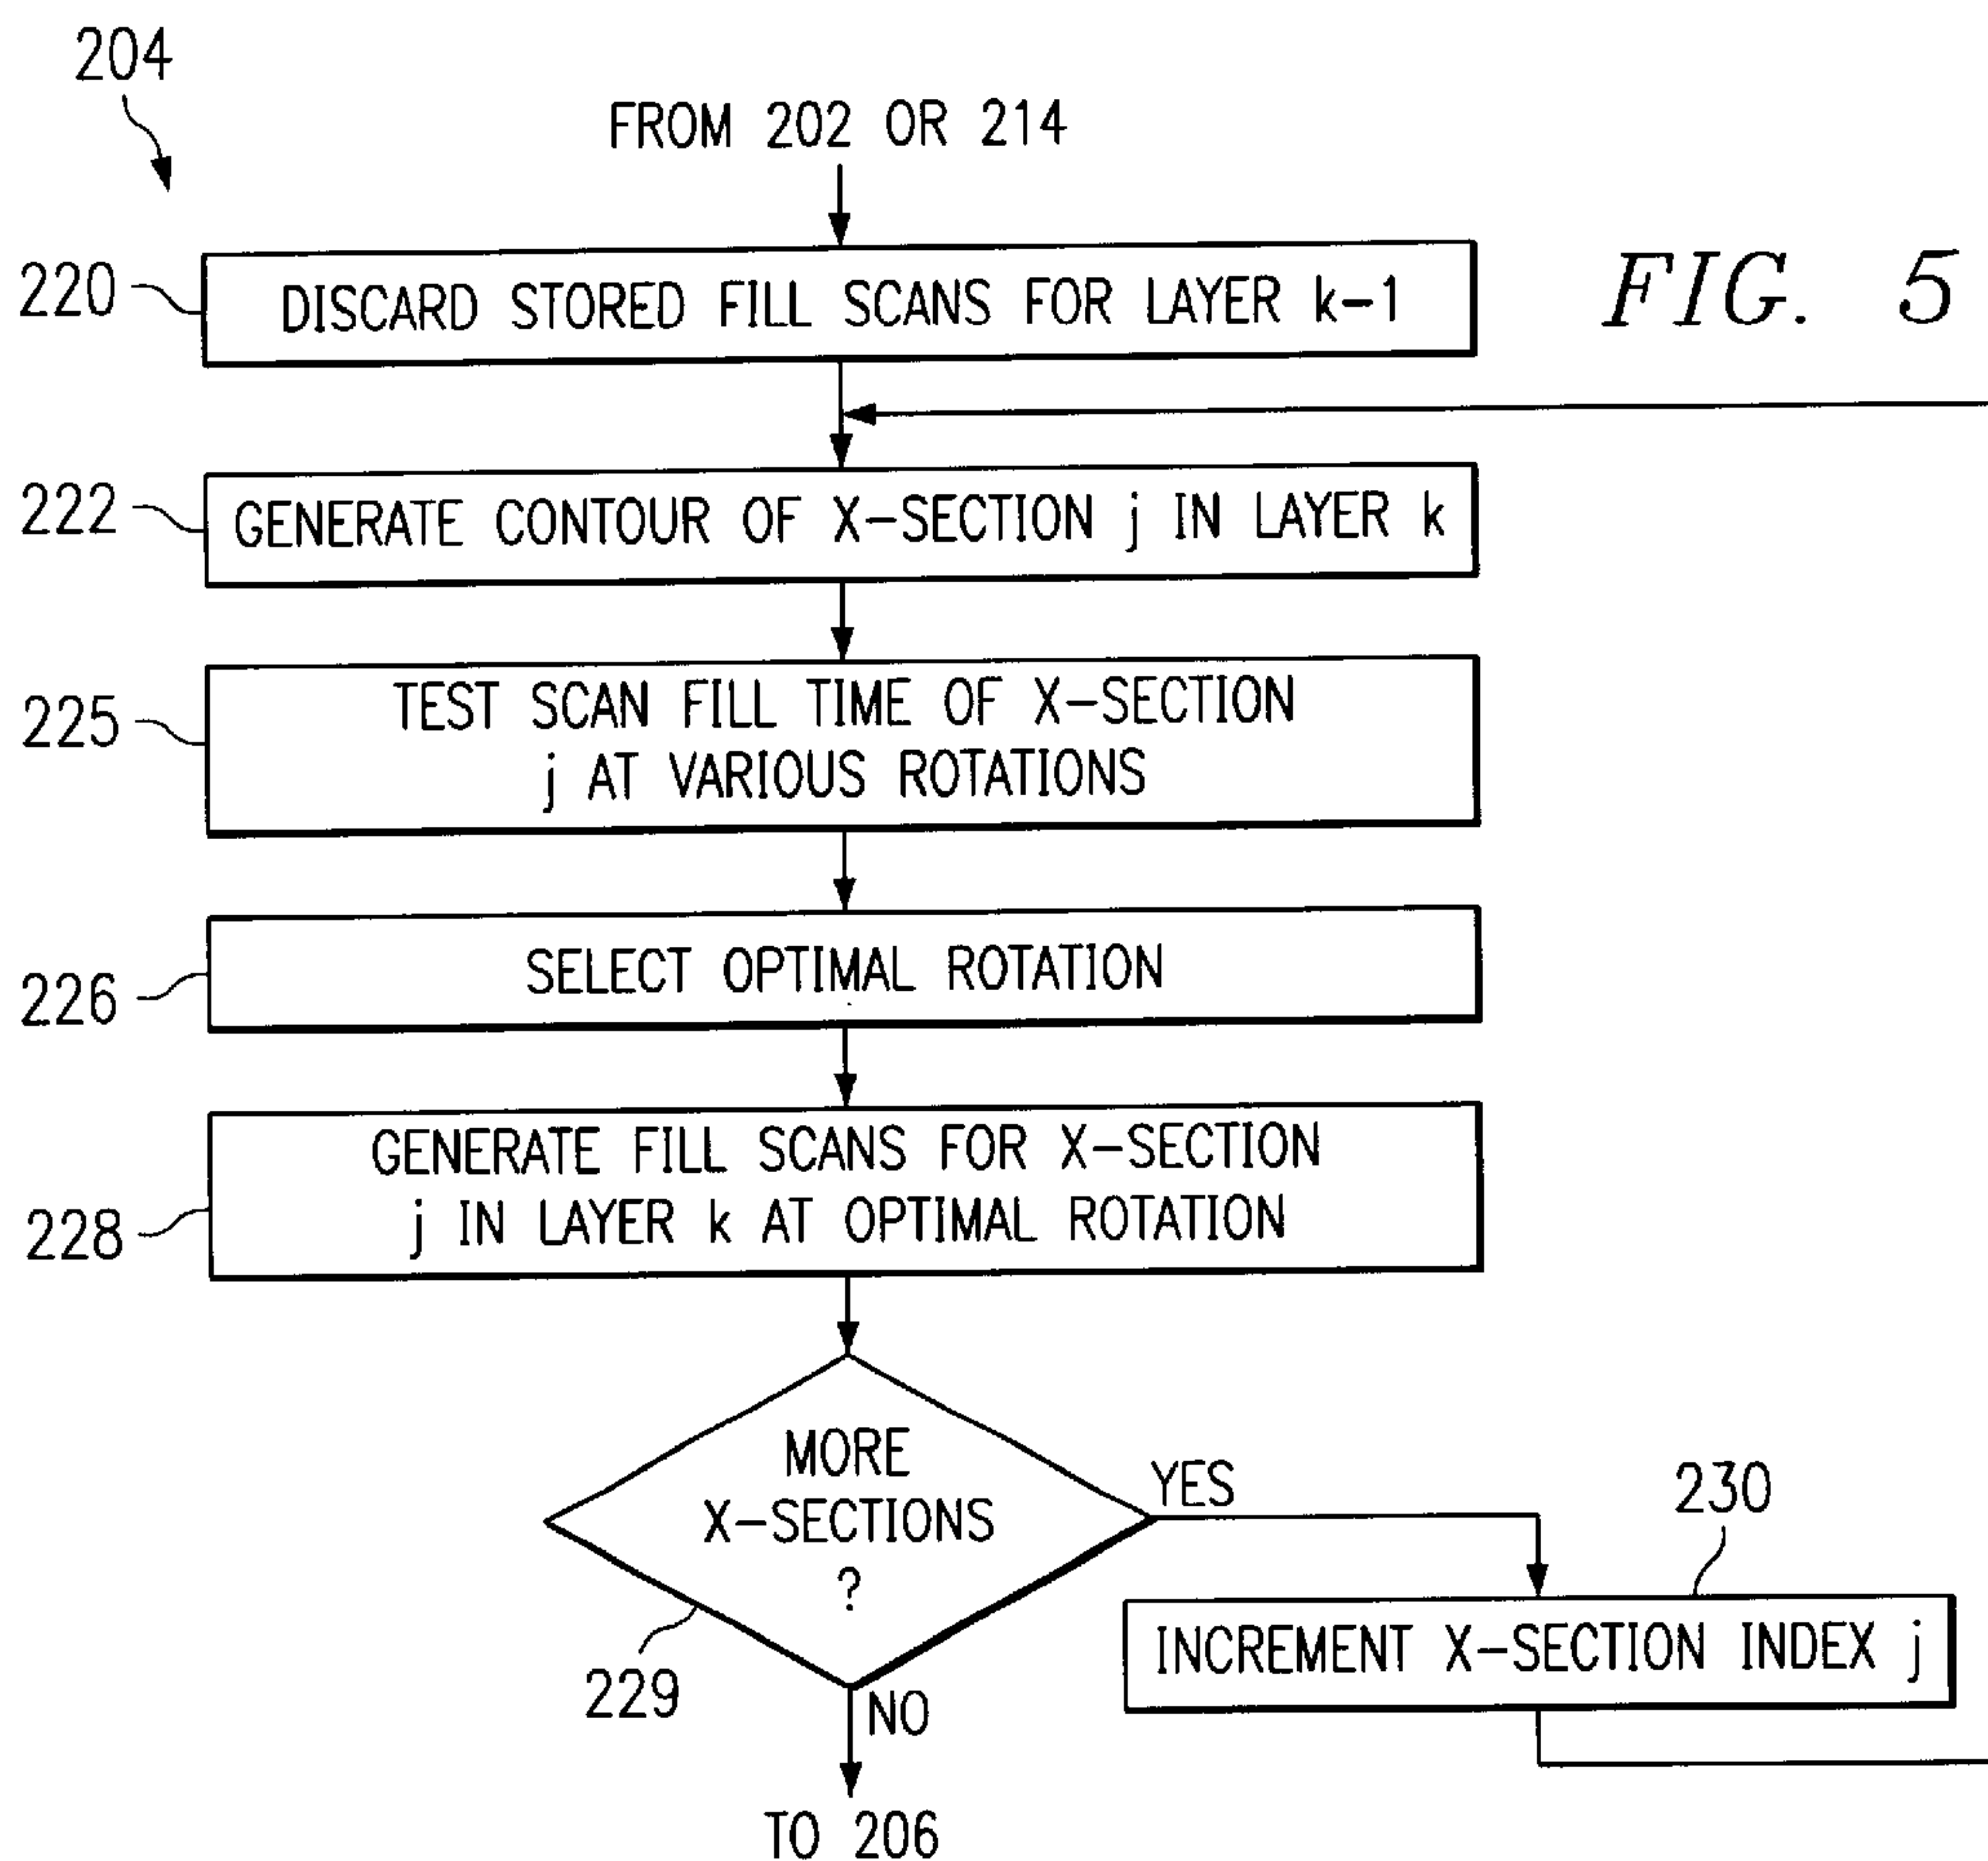 204
FROM 202 OR 214
220
DISCARD STORED FILL SCANS FOR LAYER k-1
FIG. 5
222
GENERATE CONTOUR OF X-SECTION j IN LAYER k
225
TEST SCAN FILL TIME OF X-SECTION
j AT VARIOUS ROTATIONS
226
SELECT OPTIMAL ROTATION
228
GENERATE FILL SCANS FOR X-SECTION
j IN LAYER k AT OPTIMAL ROTATION
MORE
X-SECTIONS
?
YES
230
INCREMENT X-SECTION INDEX j
229
NO
TO 206